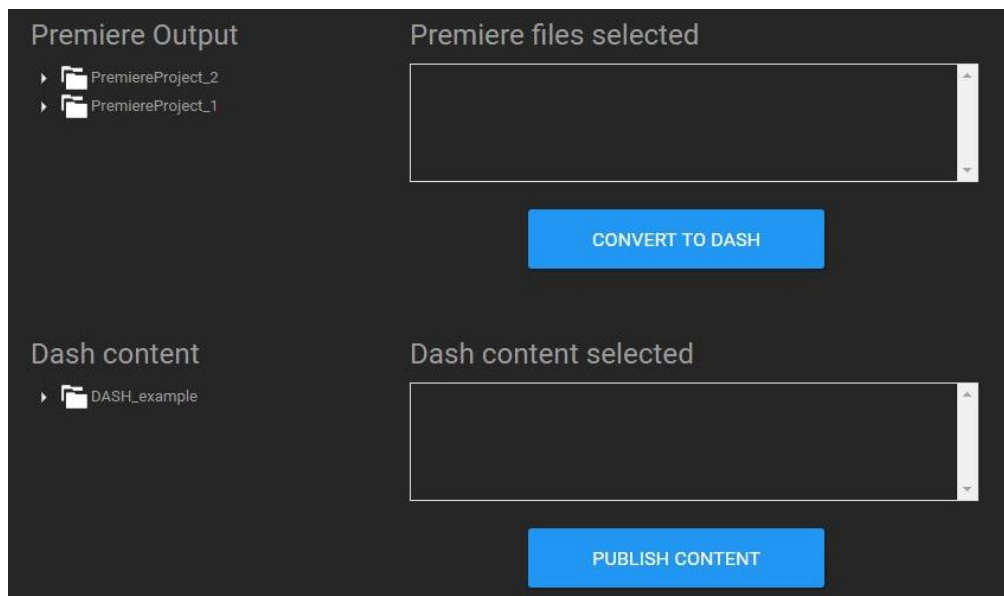 Premiere Output
PremiereProject_2
PremiereProject_1
Premiere files selected
CONVERT TO DASH
Dash content
DASH_example
Dash content selected
PUBLISH CONTENT